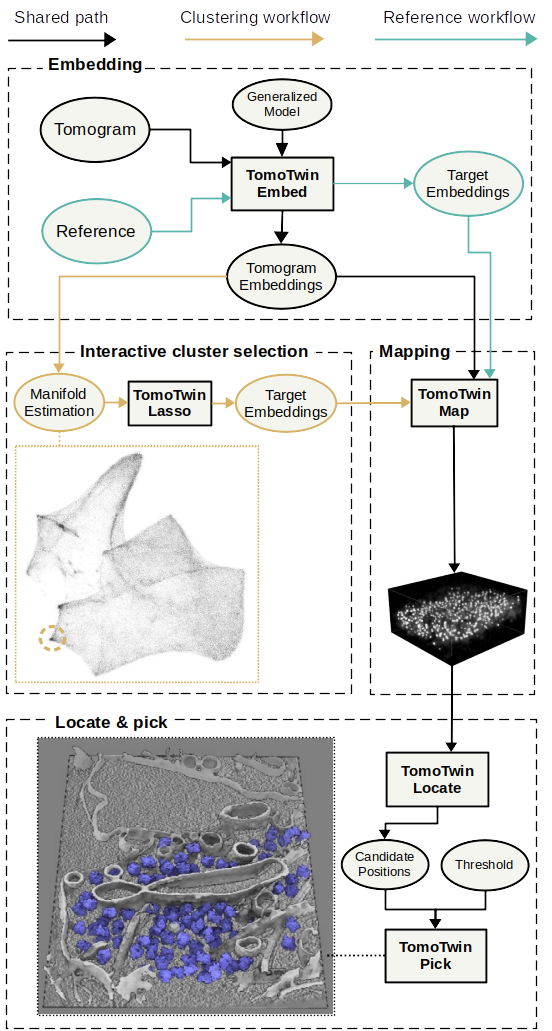 Shared path
Clustering workflow
Reference workflow
Embedding
Generalized
Model
Tomogram
TomoTwin
Embed
Target
Embeddings
Reference
Tomogram
Embeddings
Interactive cluster selection
Mapping
Manifold
Estimation
TomoTwin
Lasso
Target
Embeddings
TomoTwin
Map
Locate & pick
TomoTwin
Locate
Candidate
Positions
Threshold
TomoTwin
Pick